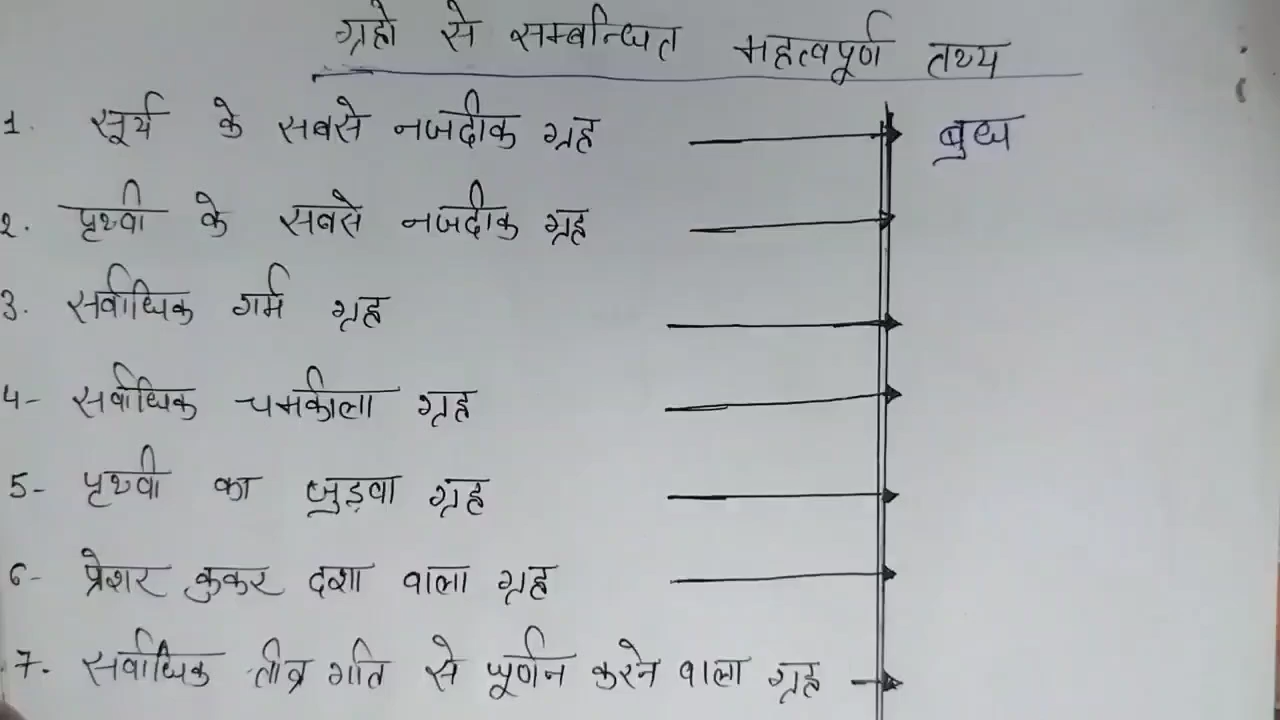 ग्रहो से सम्बन्धित महत्वपूर्ण तथ्य
1. सूर्य के सबसे नजदीक ग्रह बुध
2. पृथ्वी के सबसे नजदीक ग्रह
3. सर्वाधिक गर्म ग्रह
4- सर्वाधिक चमकीला ग्रह
5- पृथ्वी का जुड़वा ग्रह
6- प्रेशर कुकर दशा वाला ग्रह
7. सर्वाधिक तीव्र गति से घूर्णन करने वाला ग्रह